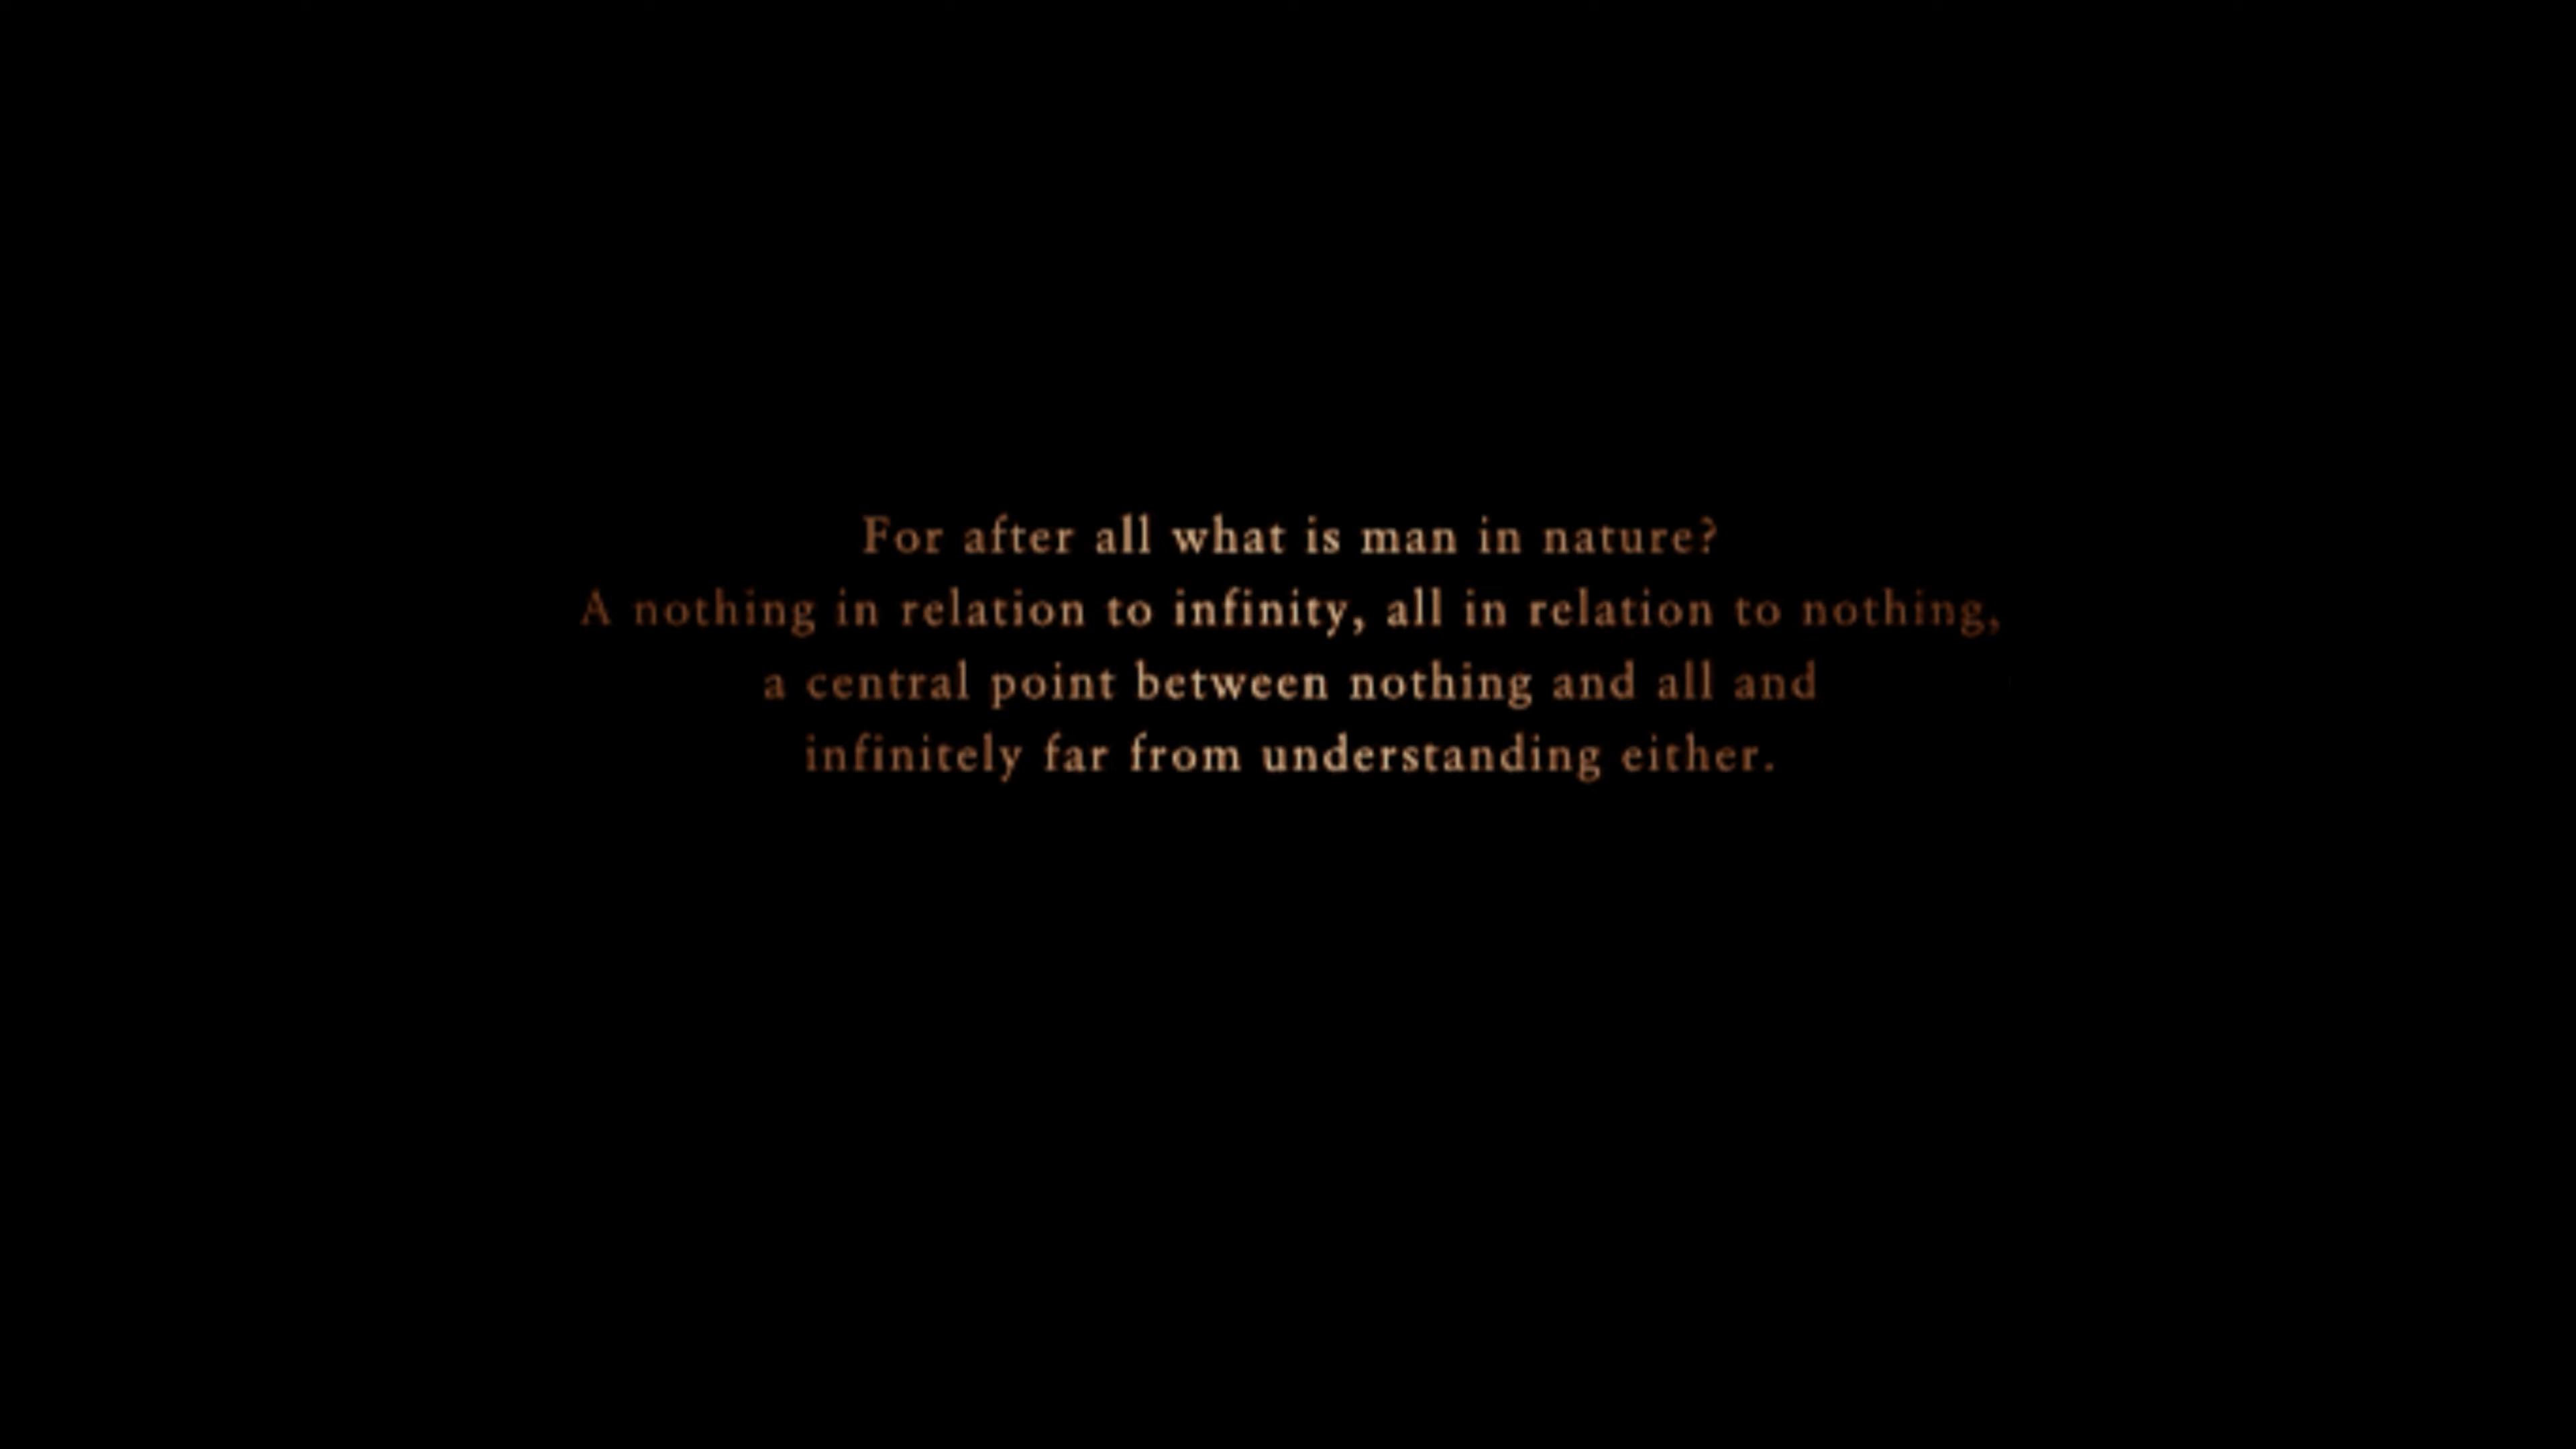 For after all what is man in nature?
A nothing in relation to infinity, all in relation to nothing,
a central point between nothing and all and
infinitely far from understanding either.